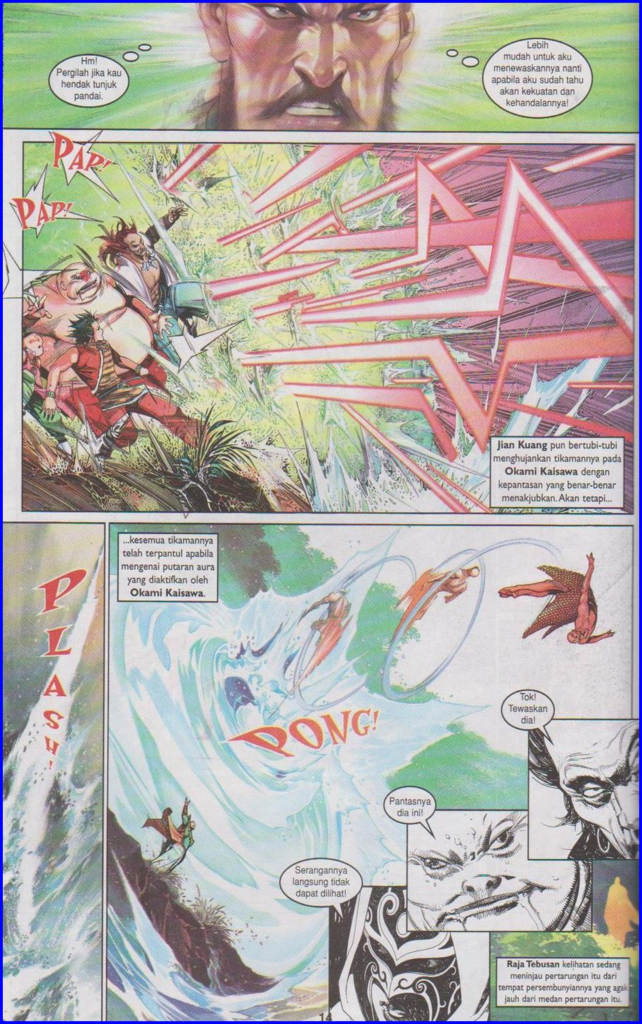 Hm!
Pergilah jika kau
hendak tunjuk
pandai.
Lebih
mudah untuk aku
menewaskannya nanti
apabila aku sudah tahu
akan kekuatan dan
kehandalannya!
PAP!
PAP!
Jian Kuang pun bertubi-tubi
menghujankan tikamannya pada
Okami Kaisawa dengan
kepantasan yang benar-benar
menakjubkan. Akan tetapi...
...kesemua tikamannya
telah terpantul apabila
mengenai putaran aura
yang diaktifkan oleh
Okami Kaisawa.
PLASH!
PONG!
Tok!
Tewaskan
dia!
Pantasnya
dia ini!
Serangannya
langsung tidak
dapat dilihat!
Raja Tebusan kelihatan sedang
meninjau pertarungan itu dari
tempat persembunyiannya yang agak
jauh dari medan pertarungan itu.
14